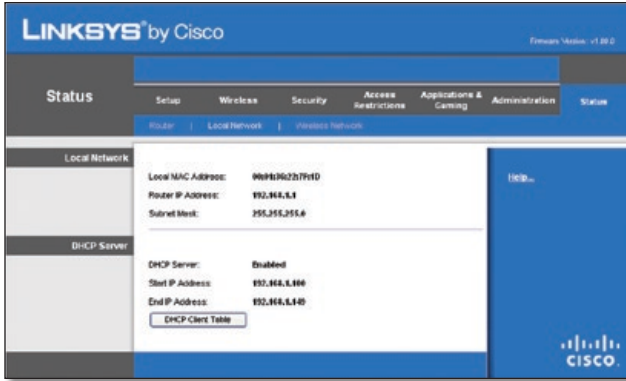 LINKSYS® by Cisco
Firmware Version: v1.00.0
Status
Setup Wireless Security Access Restrictions Applications & Gaming Administration Status
Router | Local Network | Wireless Network
Local Network
Local MAC Address:
Router IP Address: 192.168.1.1
Subnet Mask: 255.255.255.0
Help...
DHCP Server
DHCP Server: Enabled
Start IP Address: 192.168.1.100
End IP Address: 192.168.1.149
DHCP Client Table
CISCO.